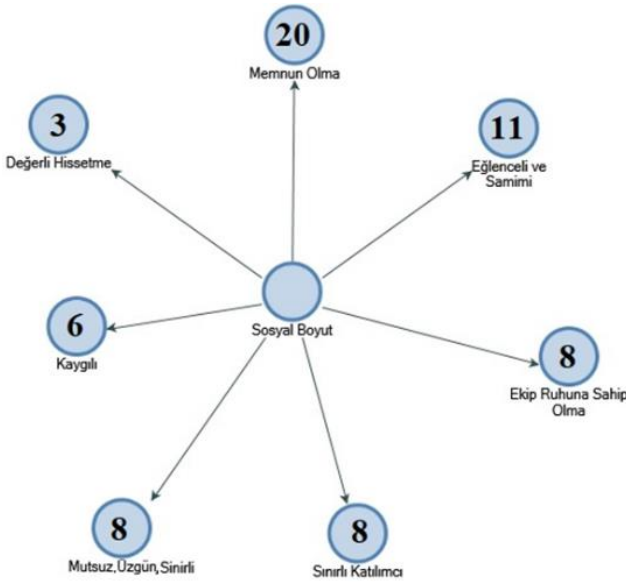 20
Memnun Olma
3
Değerli Hissetme
11
Eğlenceli ve
Samimi
Sosyal Boyut
6
Kaygılı
8
Ekip Ruhuna Sahip
Olma
8
Mutsuz,Üzgün,Sinirli
8
Sınırlı Katılımcı